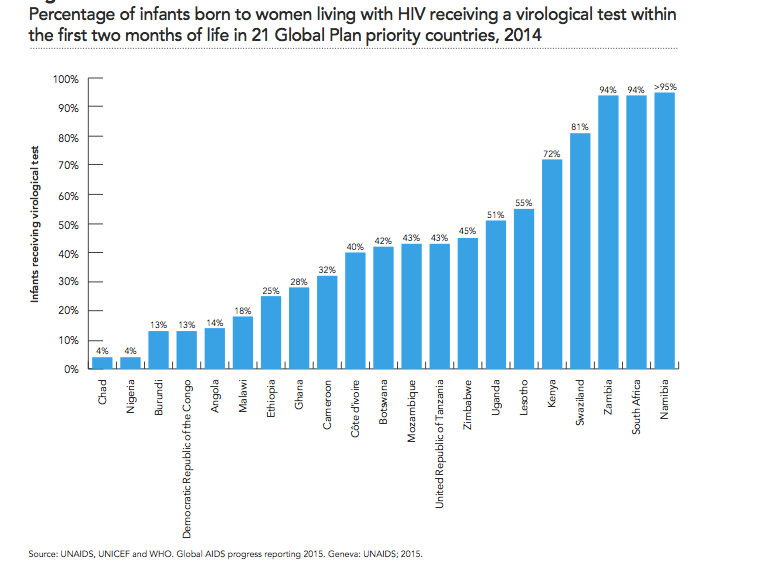 Percentage of infants born to women living with HIV receiving a virological test within
the first two months of life in 21 Global Plan priority countries, 2014
Infants receiving virological test
100%
90%
80%
70%
60%
50%
40%
30%
20%
10%
0%
4%
4%
13%
13%
14%
18%
25%
28%
32%
40%
42%
43%
43%
45%
51%
55%
72%
81%
94%
94%
>95%
Chad
Nigeria
Burundi
Democratic Republic of the Congo
Angola
Malawi
Ethiopia
Ghana
Cameroon
Côte d'ivoire
Botswana
Mozambique
United Republic of Tanzania
Zimbabwe
Uganda
Lesotho
Kenya
Swaziland
Zambia
South Africa
Namibia
Source: UNAIDS, UNICEF and WHO. Global AIDS progress reporting 2015. Geneva: UNAIDS; 2015.